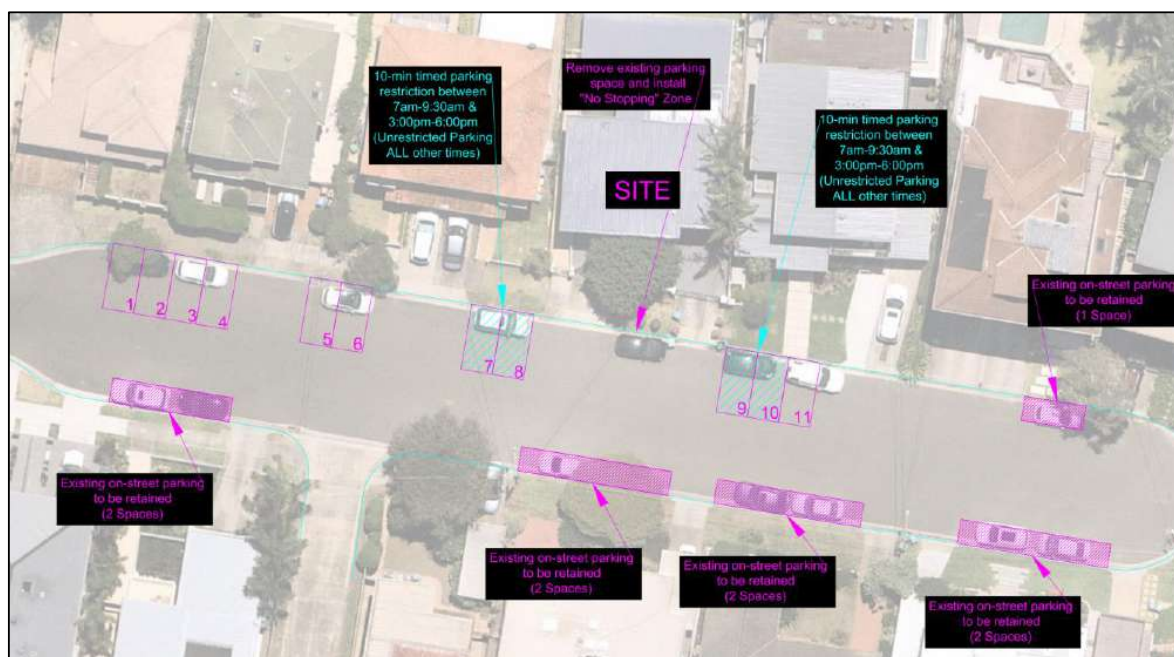 10-min timed parking
restriction between
7am-9:30am &
3:00pm-6:00pm
(Unrestricted Parking
ALL other times)
Remove existing parking
space and install
"No Stopping" Zone
SITE
10-min timed parking
restriction between
7am-9:30am &
3:00pm-6:00pm
(Unrestricted Parking
ALL other times)
Existing on-street parking
to be retained
(1 Space)
1
2
3
4
5
6
7
8
9
10
11
Existing on-street parking
to be retained
(2 Spaces)
Existing on-street parking
to be retained
(2 Spaces)
Existing on-street parking
to be retained
(2 Spaces)
Existing on-street parking
to be retained
(2 Spaces)